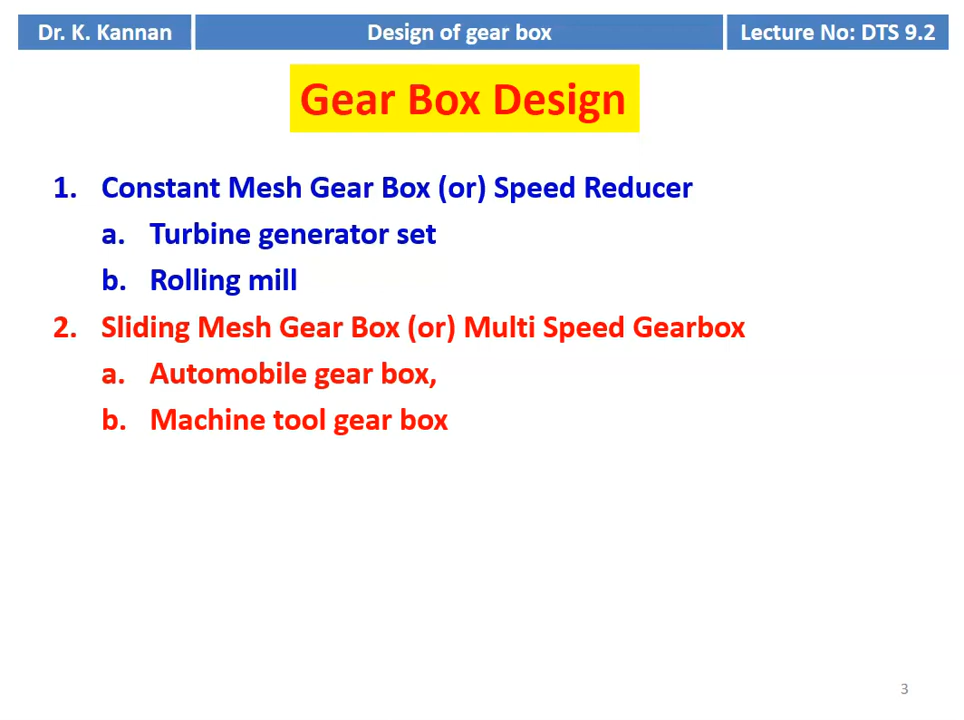 Dr. K. Kannan
Design of gear box
Lecture No: DTS 9.2
Gear Box Design
1. Constant Mesh Gear Box (or) Speed Reducer
a. Turbine generator set
b. Rolling mill
2. Sliding Mesh Gear Box (or) Multi Speed Gearbox
a. Automobile gear box,
b. Machine tool gear box
3